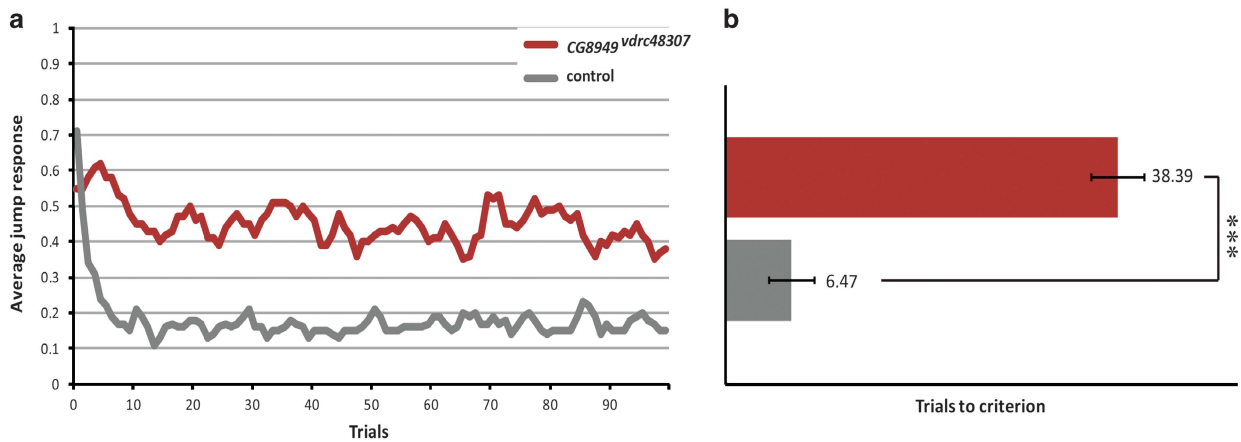 a
b
1
0.9
0.8
0.7
0.6
0.5
0.4
0.3
0.2
0.1
0
Average jump response
0 10 20 30 40 50 60 70 80 90
Trials
CG8949 vdrc48307
control
38.39
6.47
***
Trials to criterion